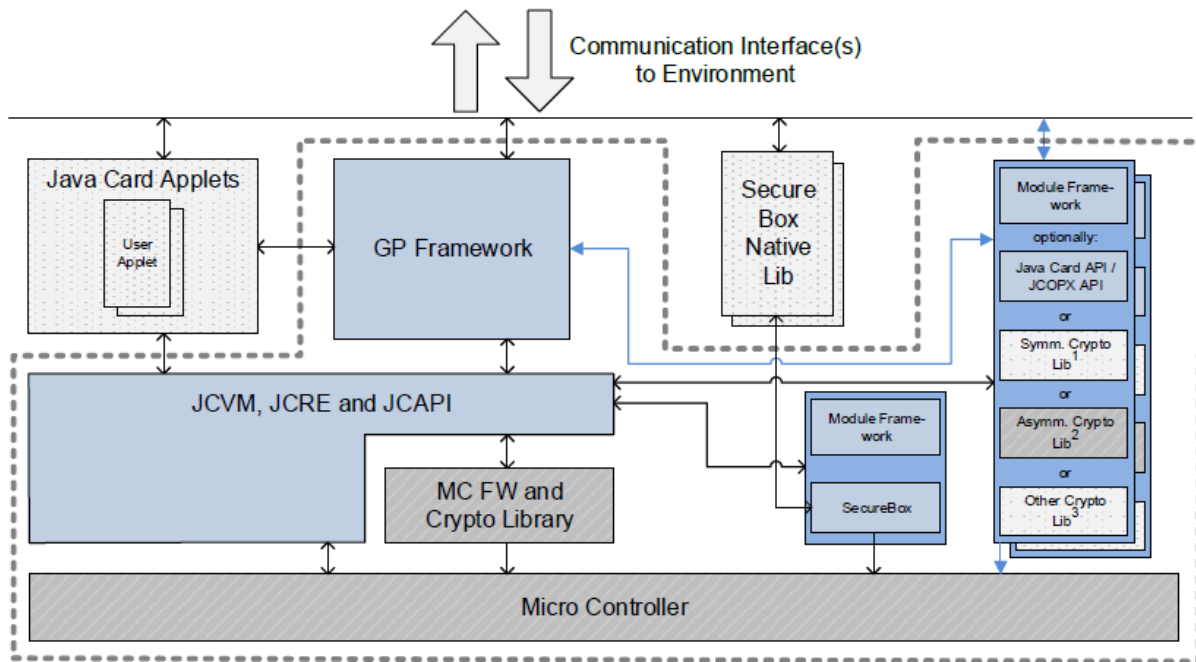 Communication Interface(s)
to Environment
Java Card Applets
User
Applet
GP Framework
Secure
Box
Native
Lib
Module Frame-
work
optionally:
Java Card API /
JCOPX API
or
Symm. Crypto
Lib1
or
Asymm. Crypto
Lib2
or
Other Crypto
Lib3
JCVM, JCRE and JCAPI
Module Frame-
work
SecureBox
MC FW and
Crypto Library
Micro Controller